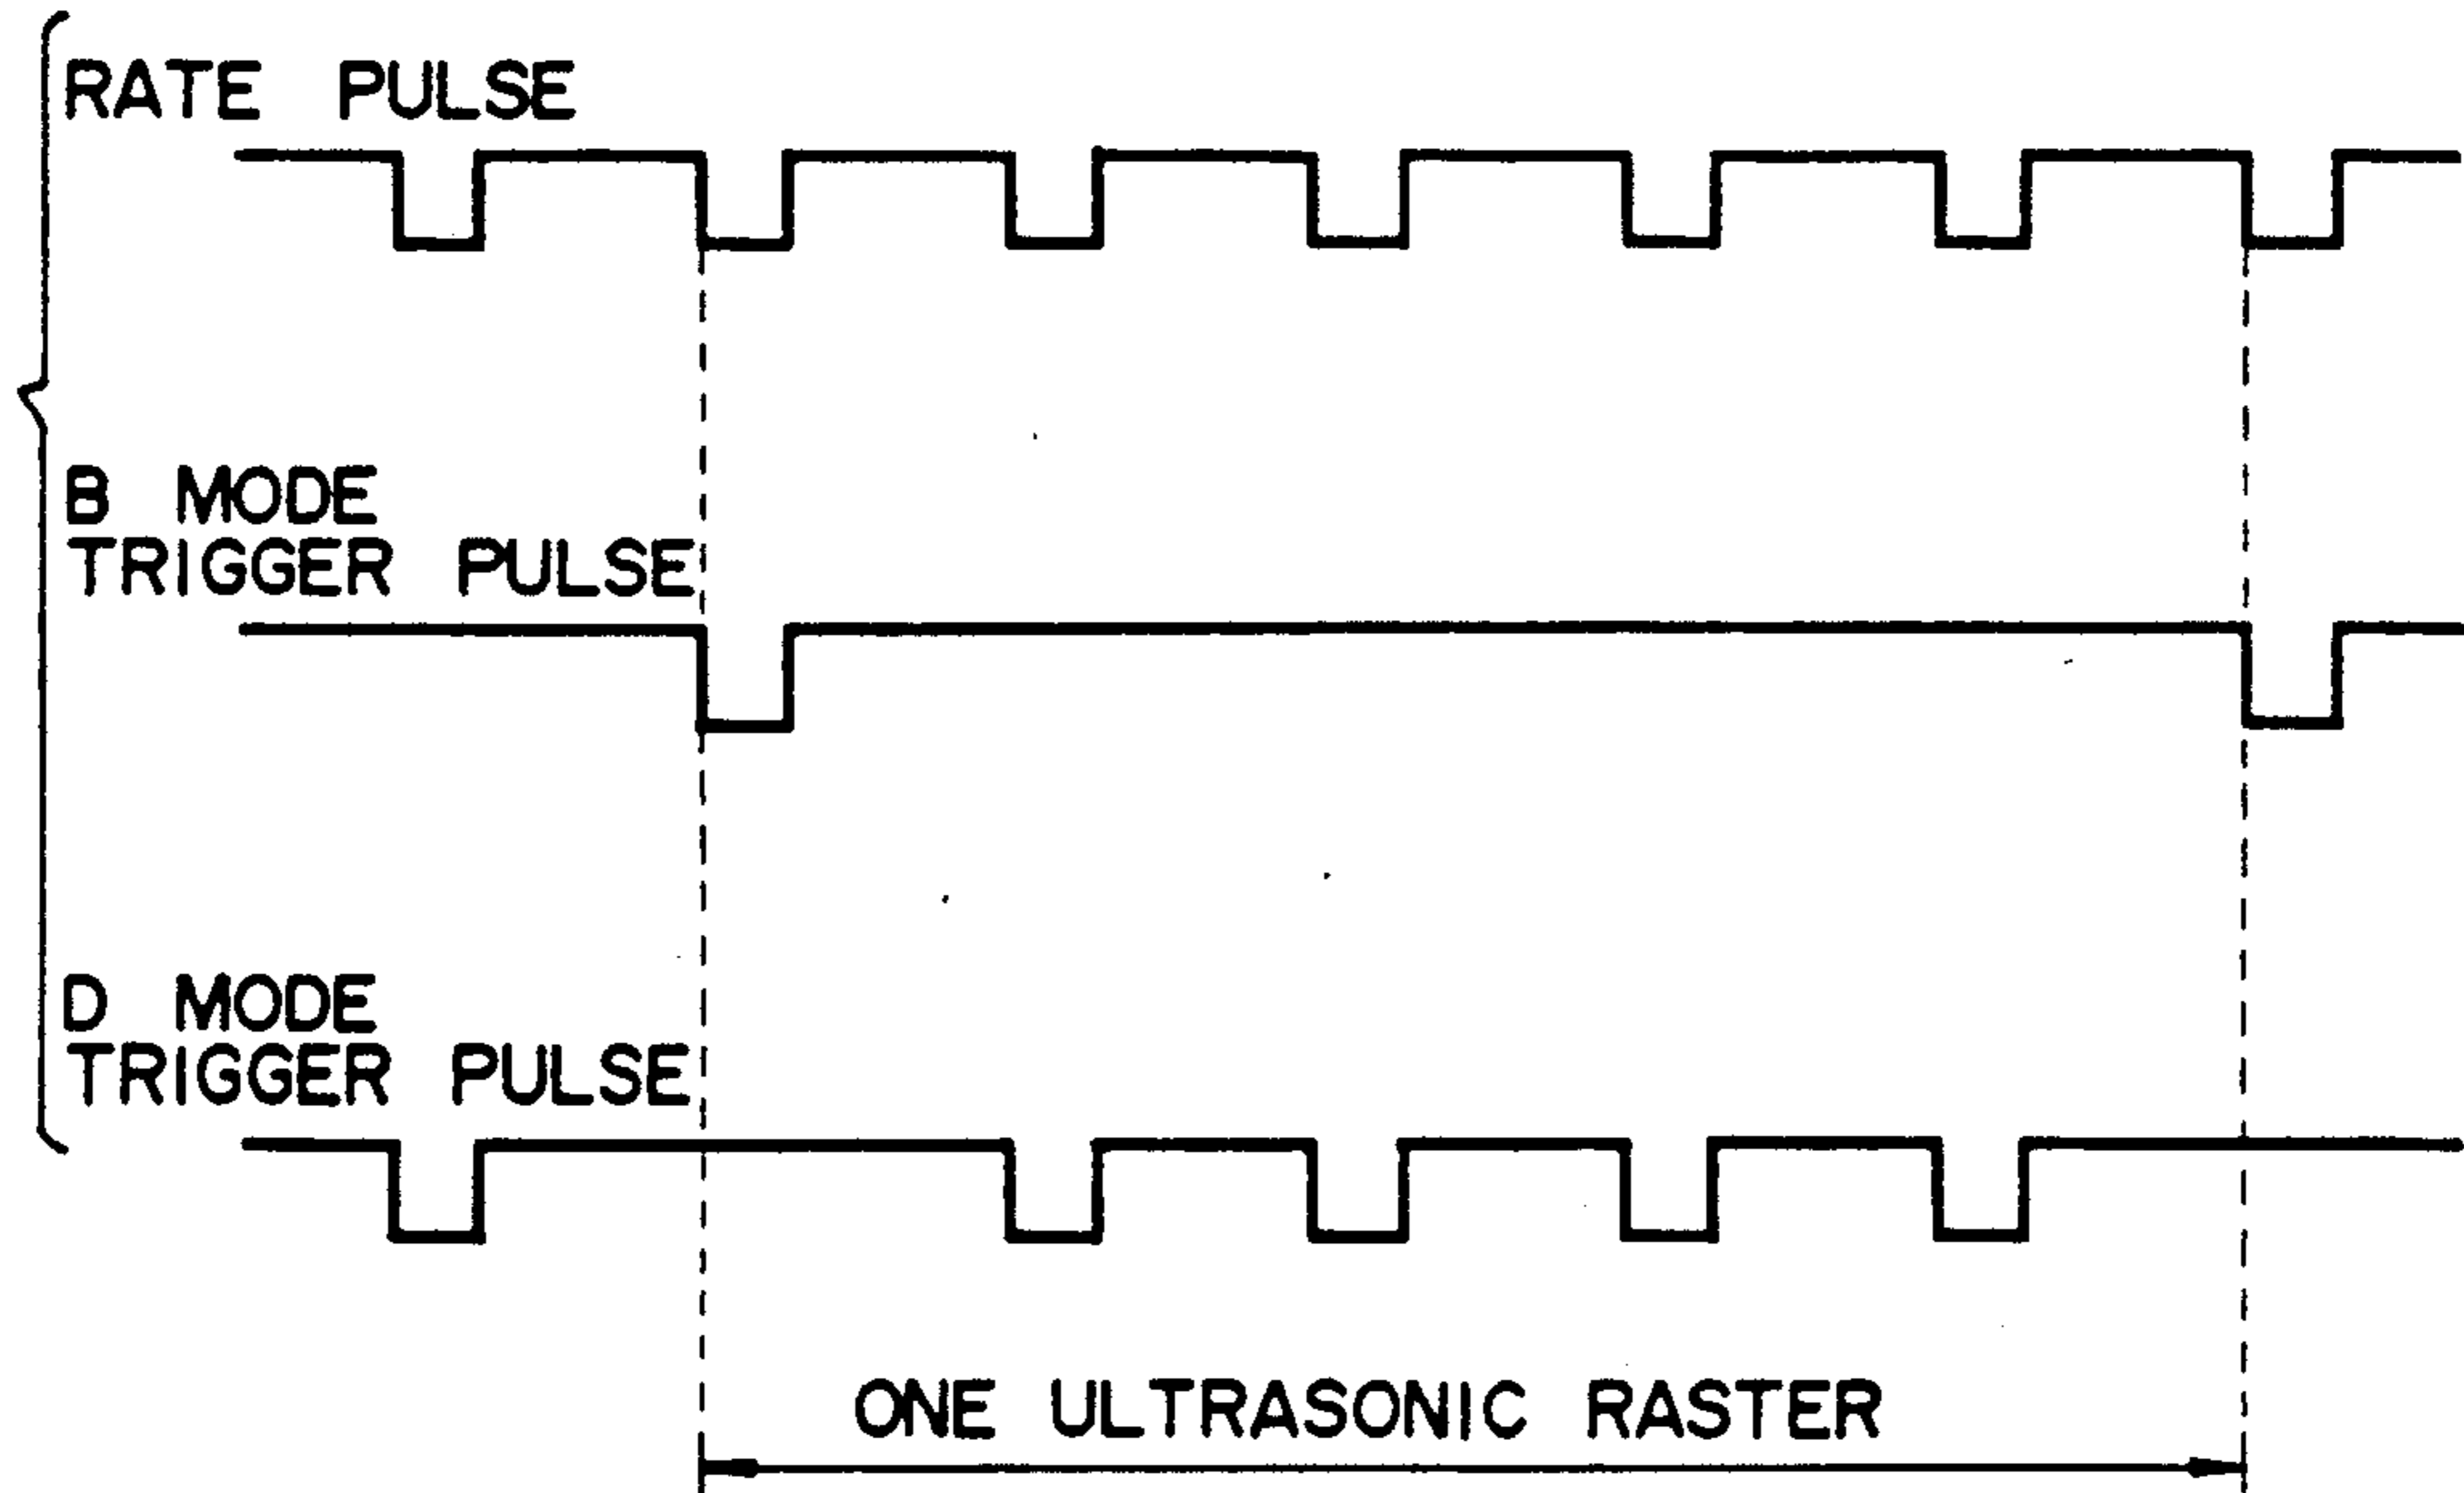 RATE PULSE
B MODE
TRIGGER PULSE
D MODE
TRIGGER PULSE
ONE ULTRASONIC RASTER